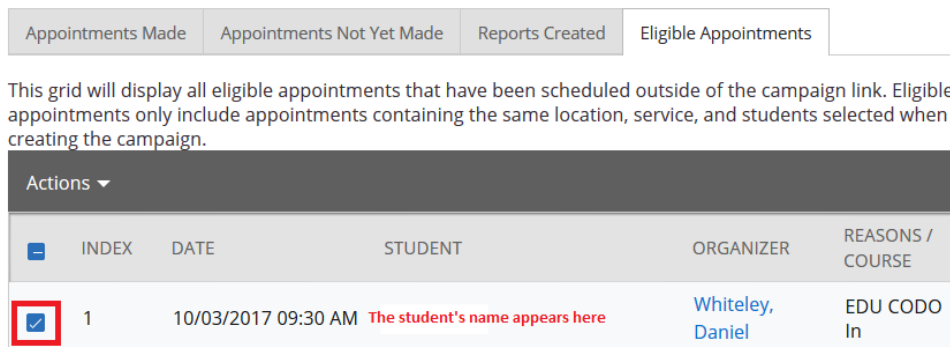 Appointments Made Appointments Not Yet Made Reports Created Eligible Appointments
This grid will display all eligible appointments that have been scheduled outside of the campaign link. Eligible
appointments only include appointments containing the same location, service, and students selected when
creating the campaign.
Actions
INDEX DATE STUDENT ORGANIZER REASONS / COURSE
1 10/03/2017 09:30 AM The student's name appears here Whiteley, Daniel EDU CODO In